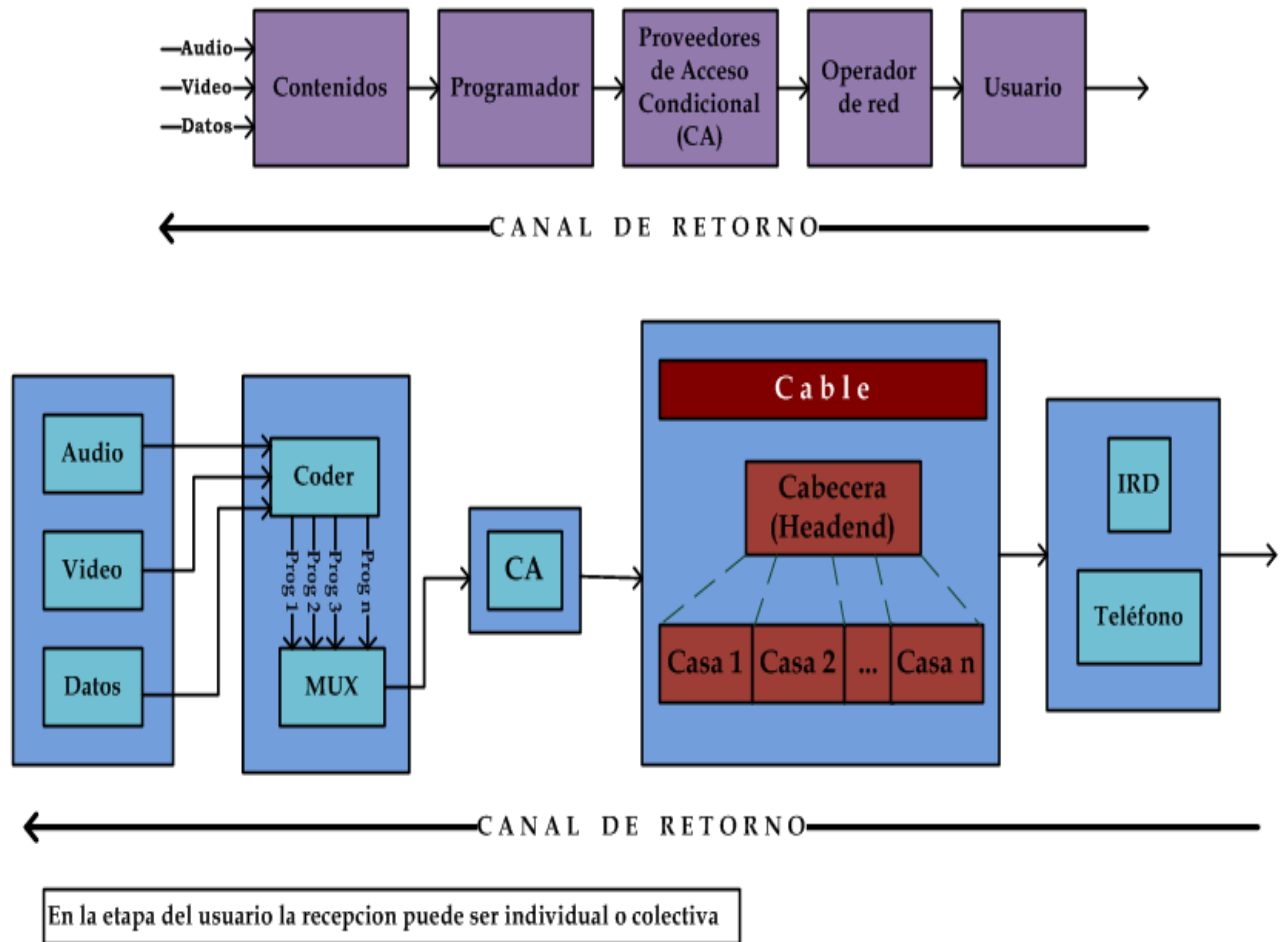 Audio
Video
Datos
Contenidos
Programador
Proveedores
de Acceso
Condicional
(CA)
Operador
de red
Usuario
CANAL DE RETORNO
Audio
Video
Datos
Coder
Prog 1
Prog 2
Prog 3
Prog n
MUX
CA
Cable
Cabecera
(Headend)
Casa 1
Casa 2
...
Casa n
IRD
Teléfono
CANAL DE RETORNO
En la etapa del usuario la recepcion puede ser individual o colectiva